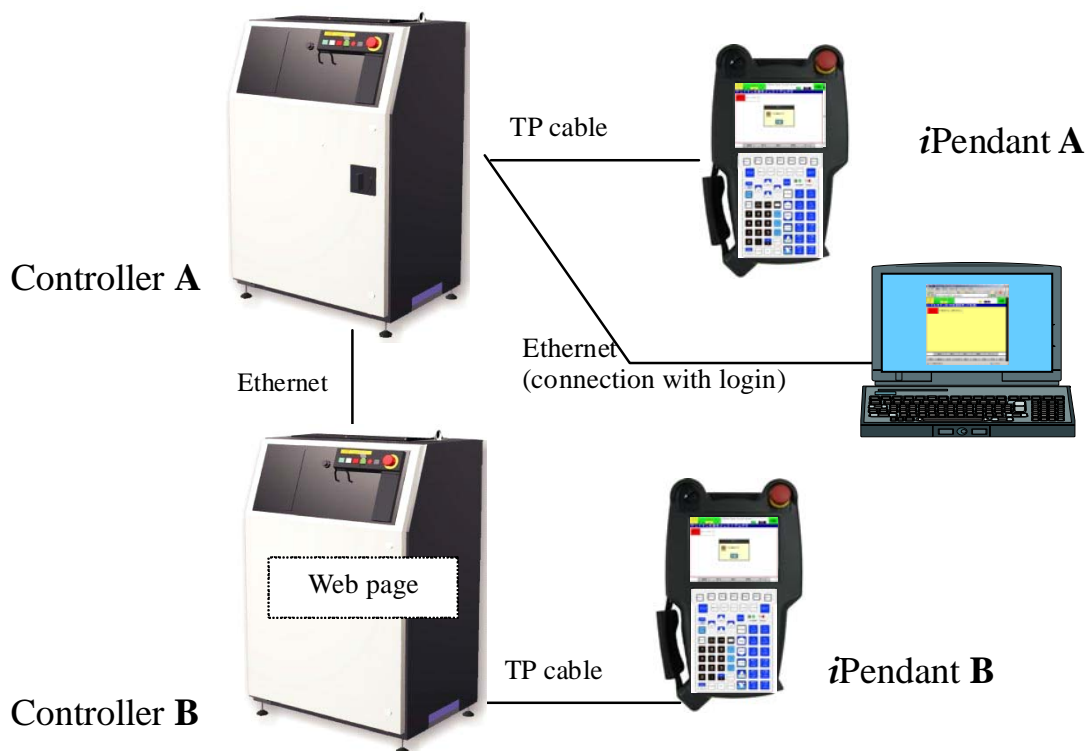 TP cable
iPendant A
Controller A
Ethernet
(connection with login)
Ethernet
Web page
TP cable
iPendant B
Controller B